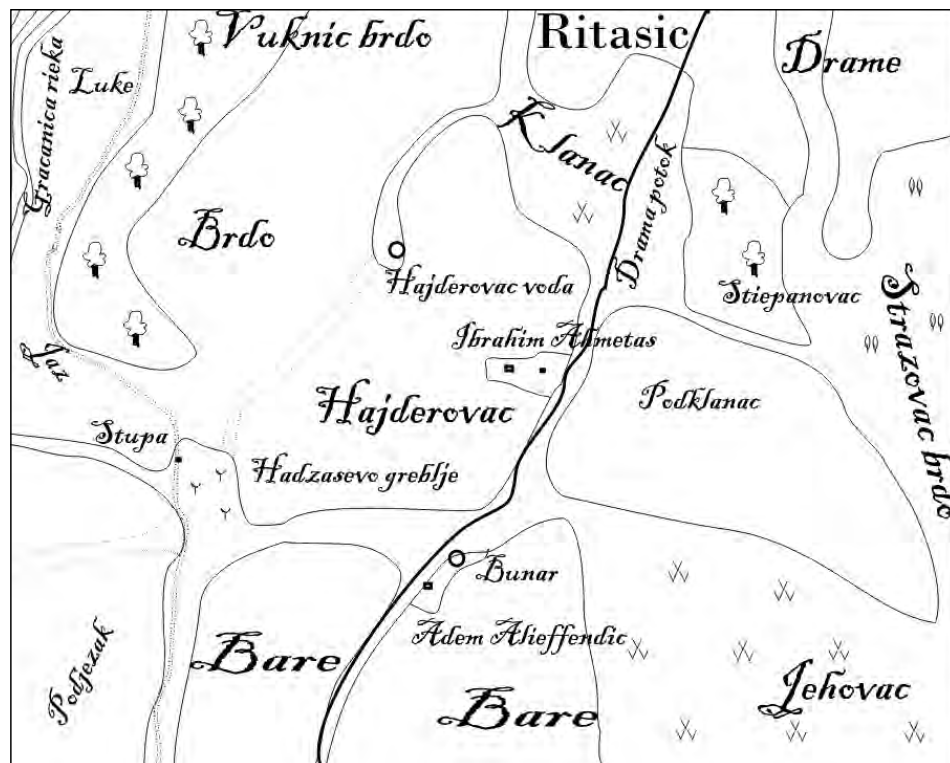 Vuknic brdo
Ritasic
Drame
Luke
Gracanica rieka
Klanac
Drama potok
Brdo
Hajderovac voda
Stiepanovac
Strazovac brdo
Ibrahim Ahmetas
Jaz
Hajderovac
Podklanac
Stupa
Hadzasevo greblje
Bunar
Adem Alieffendic
Podjezak
Bare
Bare
Jehovac